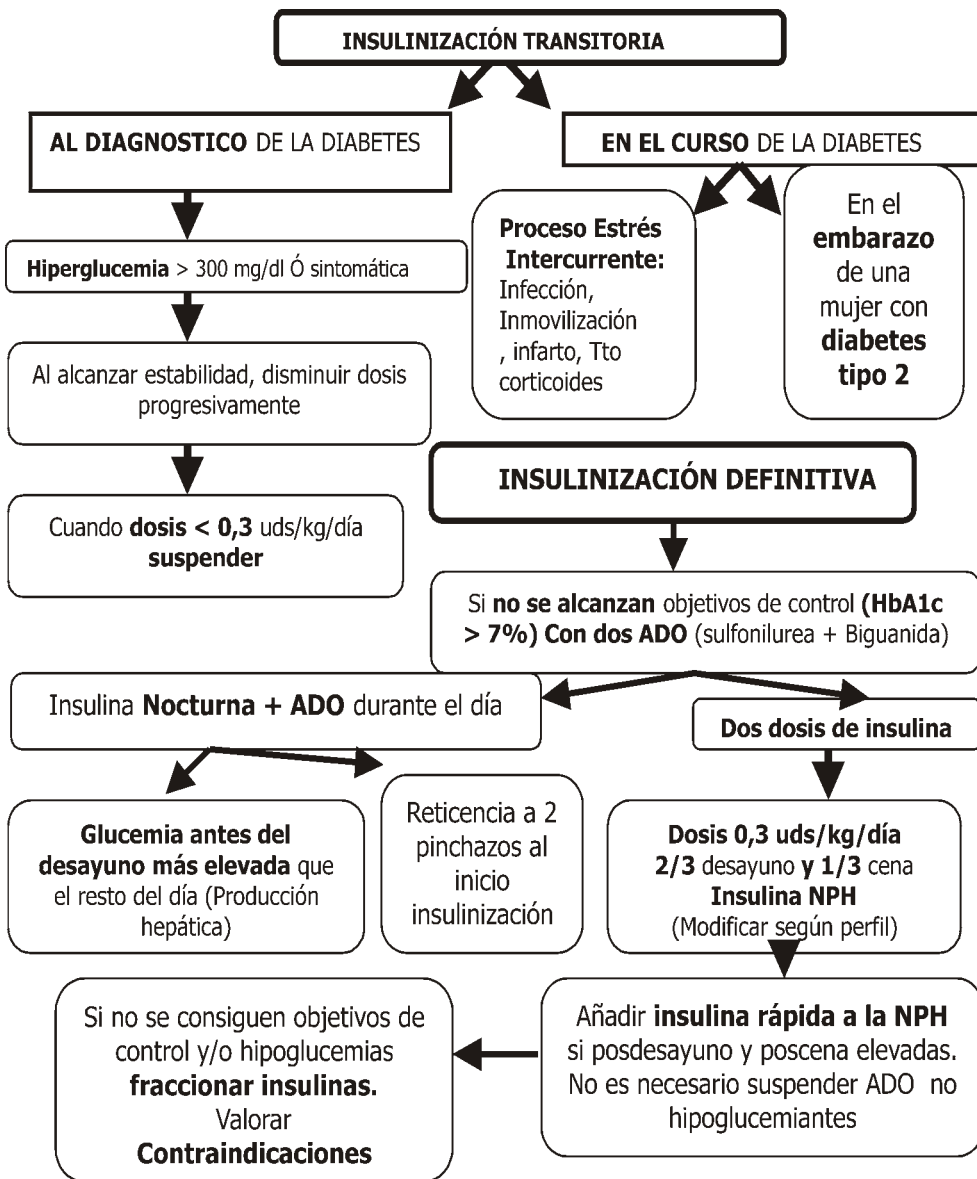 INSULINIZACIÓN TRANSITORIA
AL DIAGNOSTICO DE LA DIABETES
EN EL CURSO DE LA DIABETES
Hiperglucemia > 300 mg/dl Ó sintomática
Al alcanzar estabilidad, disminuir dosis
progresivamente
Cuando dosis < 0,3 uds/kg/día
suspender
Proceso Estrés
Intercurrente:
Infección,
Inmovilización
, infarto, Tto
corticoides
En el
embarazo
de una
mujer con
diabetes
tipo 2
INSULINIZACIÓN DEFINITIVA
Si no se alcanzan objetivos de control (HbA1c
> 7%) Con dos ADO (sulfonilurea + Biguanida)
Insulina Nocturna + ADO durante el día
Dos dosis de insulina
Glucemia antes del
desayuno más elevada que
el resto del día (Producción
hepática)
Reticencia a 2
pinchazos al
inicio
insulinización
Dosis 0,3 uds/kg/día
2/3 desayuno y 1/3 cena
Insulina NPH
(Modificar según perfil)
Añadir insulina rápida a la NPH
si posdesayuno y poscena elevadas.
No es necesario suspender ADO no
hipoglucemiantes
Si no se consiguen objetivos de
control y/o hipoglucemias
fraccionar insulinas.
Valorar
Contraindicaciones